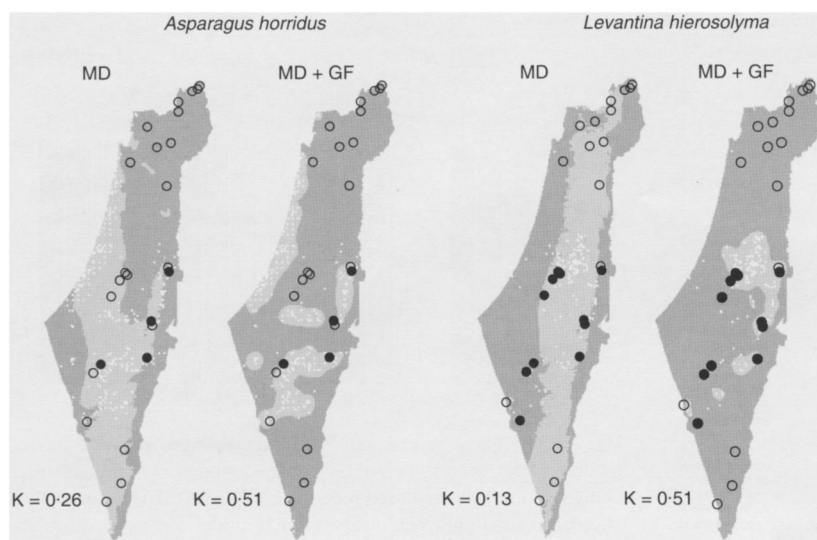 Asparagus horridus Levantina hierosolyma
MD MD + GF MD MD + GF
K = 0·26 K = 0·51 K = 0·13 K = 0·51